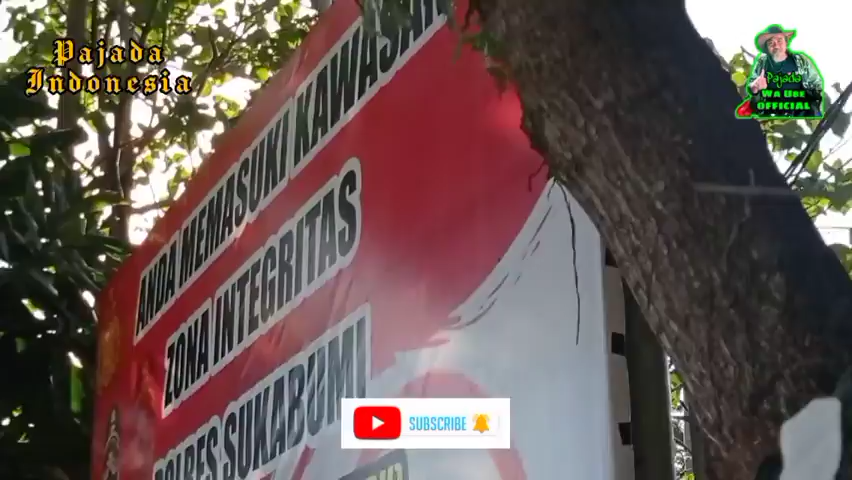 Pajada
Indonesia
Pajada
WA UBE
OFFICIAL
ANDA MEMASUKI KAWASAN
ZONA INTEGRITAS
POLRES SUKABUMI
SUBSCRIBE